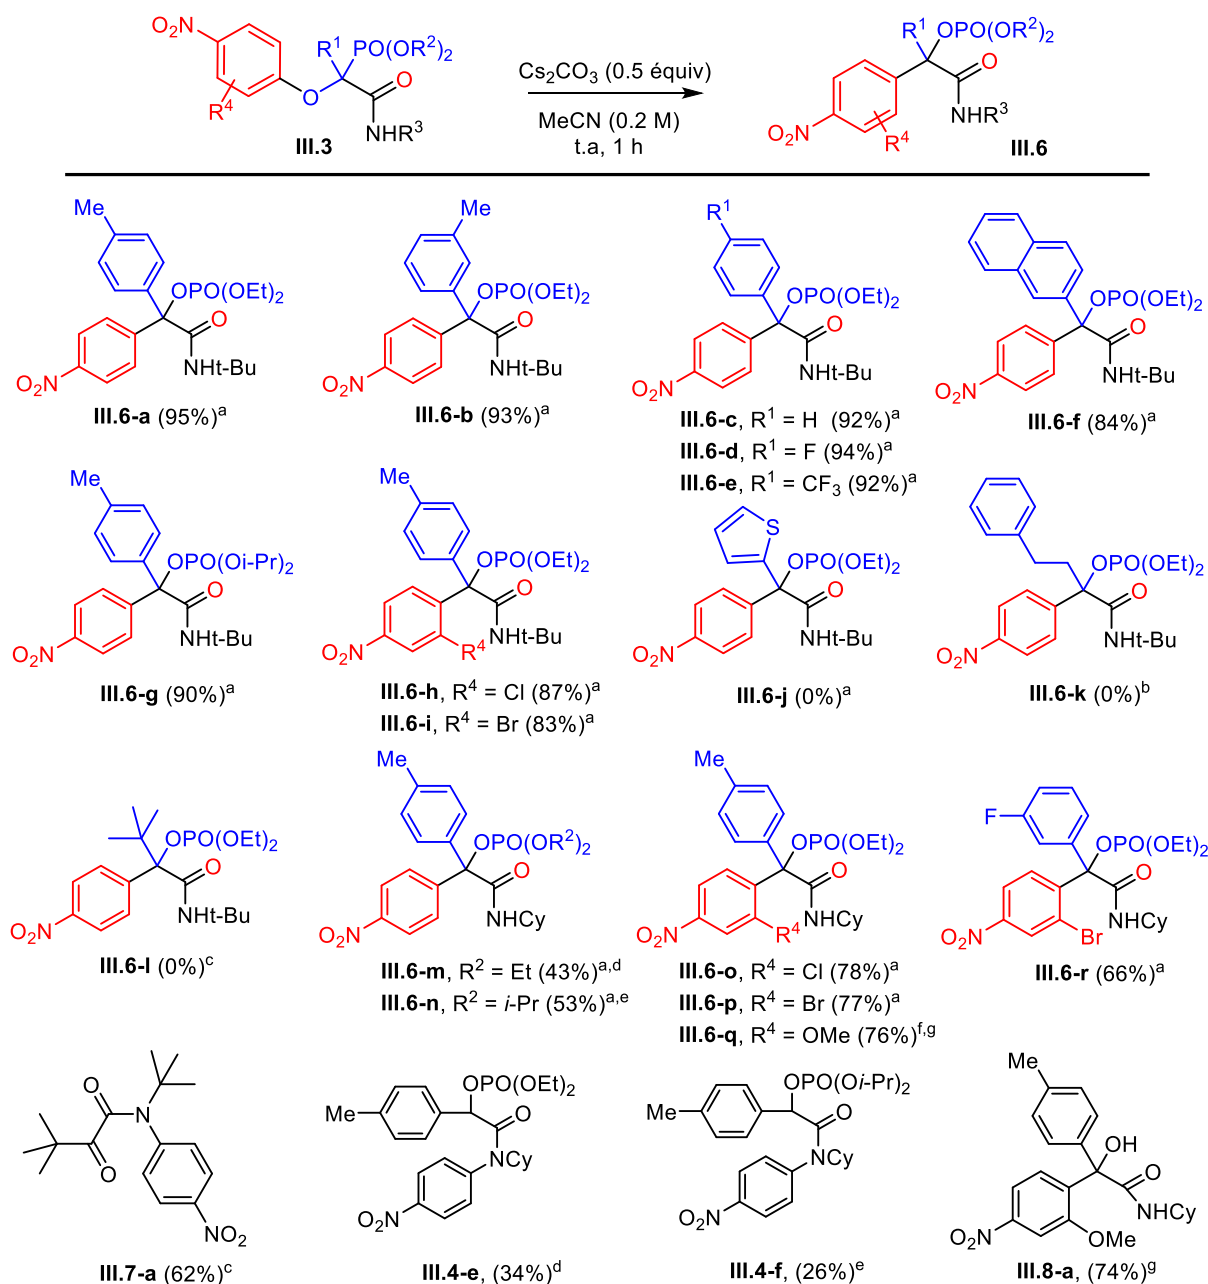 O₂N R¹ PO(OR²)₂ O R⁴ O NHR³
III.3
Cs₂CO₃ (0.5 équiv)
MeCN (0.2 M)
t.a, 1 h
R¹ OPO(OR²)₂ O NHR³ O₂N R⁴
III.6
Me OPO(OEt)₂ O NHt-Bu O₂N
III.6-a (95%)ᵃ
Me OPO(OEt)₂ O NHt-Bu O₂N
III.6-b (93%)ᵃ
R¹ OPO(OEt)₂ O NHt-Bu O₂N
III.6-c, R¹ = H (92%)ᵃ
III.6-d, R¹ = F (94%)ᵃ
III.6-e, R¹ = CF₃ (92%)ᵃ
OPO(OEt)₂ O NHt-Bu O₂N
III.6-f (84%)ᵃ
Me OPO(Oi-Pr)₂ O NHt-Bu O₂N
III.6-g (90%)ᵃ
Me OPO(OEt)₂ O NHt-Bu O₂N R⁴
III.6-h, R⁴ = Cl (87%)ᵃ
III.6-i, R⁴ = Br (83%)ᵃ
S OPO(OEt)₂ O NHt-Bu O₂N
III.6-j (0%)ᵃ
OPO(OEt)₂ O NHt-Bu O₂N
III.6-k (0%)ᵇ
OPO(OEt)₂ O NHt-Bu O₂N
III.6-l (0%)ᶜ
Me OPO(OR²)₂ O NHCy O₂N
III.6-m, R² = Et (43%)ᵃ,ᵈ
III.6-n, R² = i-Pr (53%)ᵃ,ᵉ
Me OPO(OEt)₂ O NHCy O₂N R⁴
III.6-o, R⁴ = Cl (78%)ᵃ
III.6-p, R⁴ = Br (77%)ᵃ
III.6-q, R⁴ = OMe (76%)ᶠ,ᵍ
F OPO(OEt)₂ O NHCy O₂N Br
III.6-r (66%)ᵃ
O N O NO₂
III.7-a (62%)ᶜ
OPO(OEt)₂ Me O NCy O₂N
III.4-e, (34%)ᵈ
OPO(Oi-Pr)₂ Me O NCy O₂N
III.4-f, (26%)ᵉ
Me OH O NHCy O₂N OMe
III.8-a, (74%)ᵍ